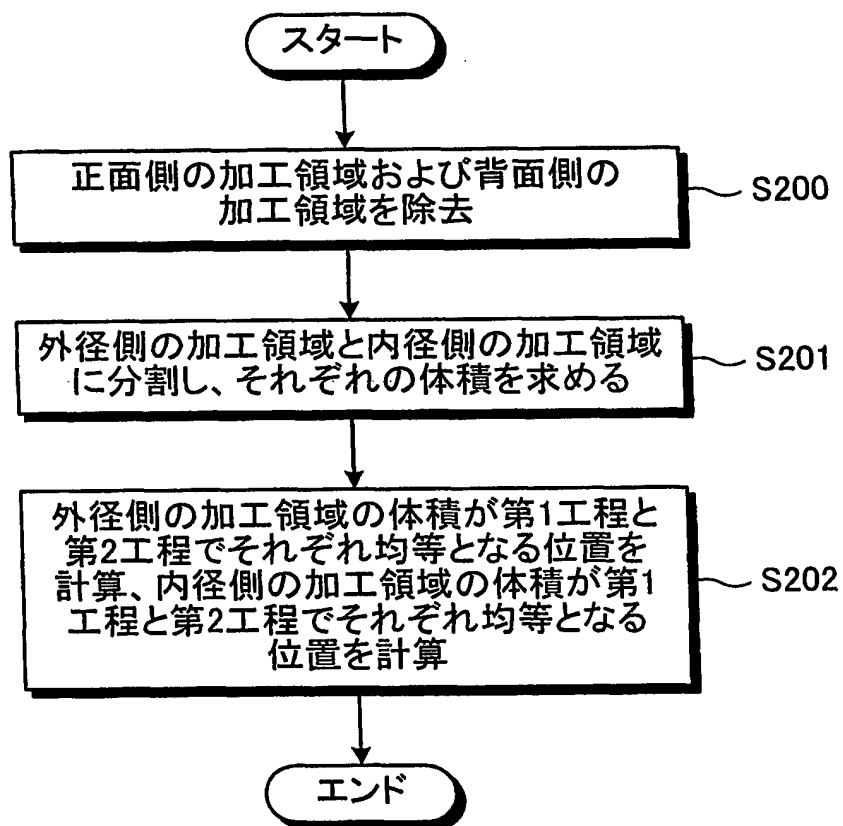 スタート
正面側の加工領域および背面側の
加工領域を除去
S200
外径側の加工領域と内径側の加工領域
に分割し、それぞれの体積を求める
S201
外径側の加工領域の体積が第1工程と
第2工程でそれぞれ均等となる位置を
計算、内径側の加工領域の体積が第1
工程と第2工程でそれぞれ均等となる
位置を計算
S202
エンド